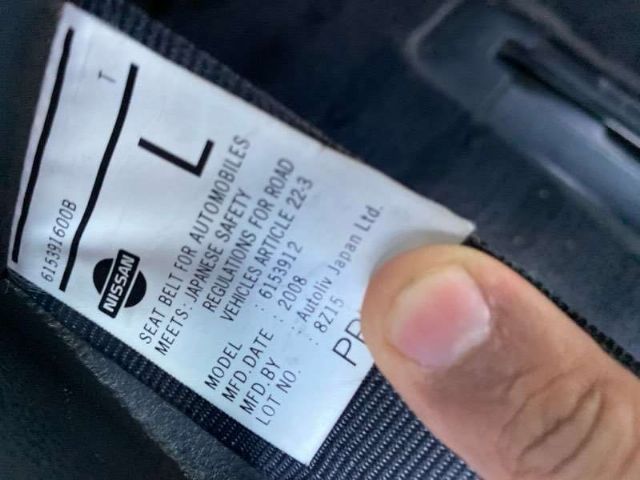 T
L
615391600B
NISSAN
SEAT BELT FOR AUTOMOBILES
MEETS: JAPANESE SAFETY
REGULATIONS FOR ROAD
VEHICLES ARTICLE 22-3
MODEL : 6153912
MFD.DATE : 2008
MFD.BY : Autoliv Japan Ltd.
LOT NO. : 8Z15